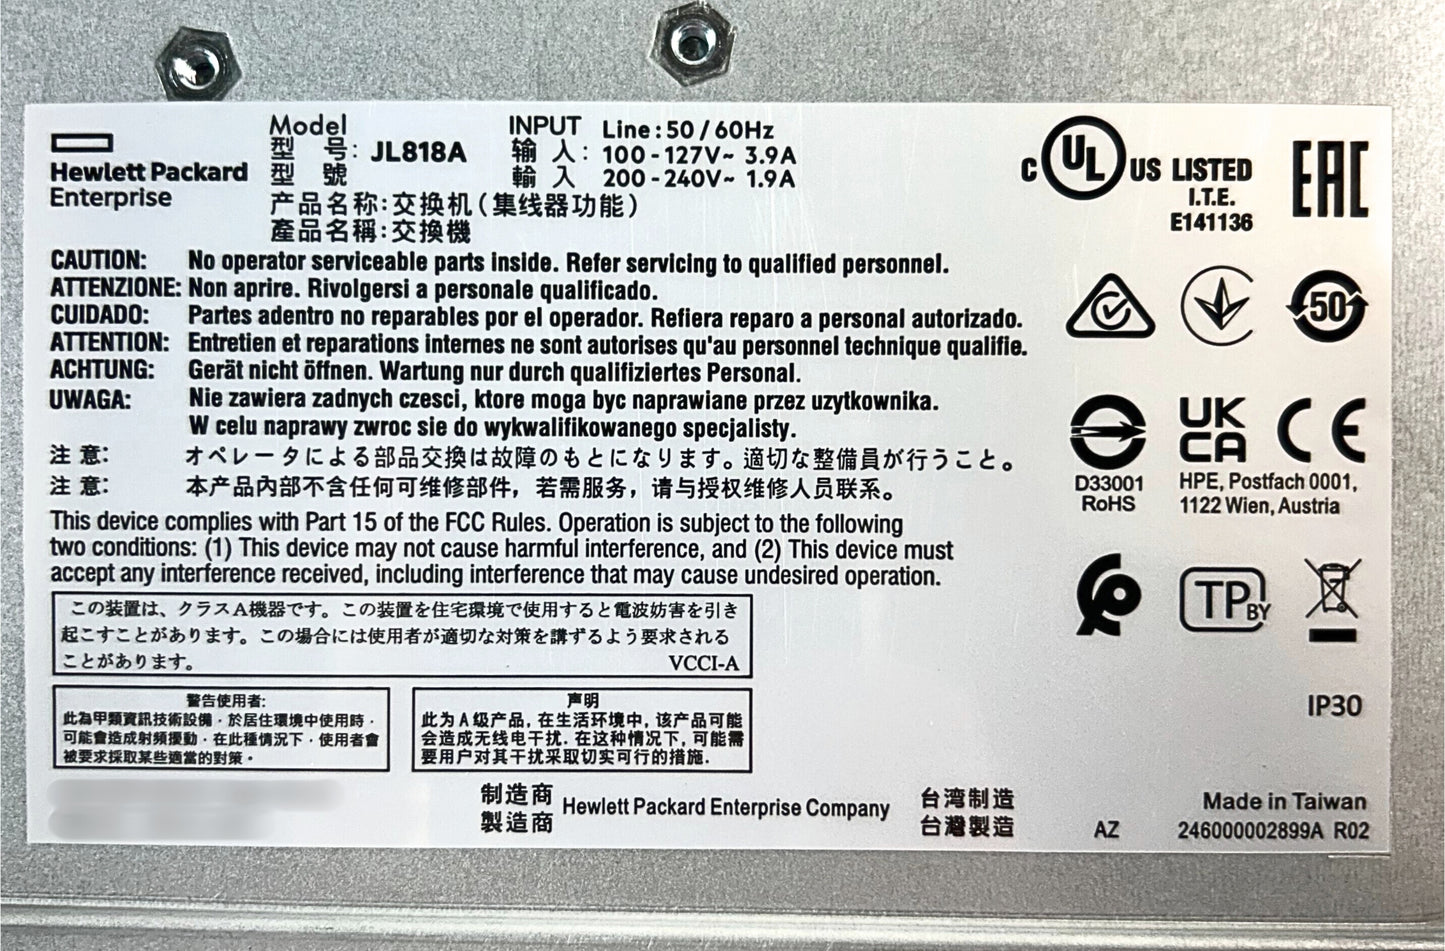 Hewlett Packard
Enterprise
Model
型 号: JL818A
型 號
INPUT Line: 50 / 60Hz
输 入: 100-127V~ 3.9A
輸 入 200-240V~ 1.9A
产品名称:交换机(集线器功能)
產品名稱:交換機
C UL US LISTED
I.T.E.
E141136
EAC
CAUTION: No operator serviceable parts inside. Refer servicing to qualified personnel.
ATTENZIONE: Non aprire. Rivolgersi a personale qualificado.
CUIDADO: Partes adentro no reparables por el operador. Refiera reparo a personal autorizado.
ATTENTION: Entretien et reparations internes ne sont autorises qu'au personnel technique qualifie.
ACHTUNG: Gerät nicht öffnen. Wartung nur durch qualifiziertes Personal.
UWAGA: Nie zawiera zadnych czesci, ktore moga byc naprawiane przez uzytkownika.
W celu naprawy zwroc sie do wykwalifikowanego specjalisty.
注 意: オペレータによる部品交換は故障のもとになります。適切な整備員が行うこと。
注 意: 本产品内部不含任何可维修部件，若需服务，请与授权维修人员联系。
50
D33001
RoHS
UK
CA
CE
HPE, Postfach 0001,
1122 Wien, Austria
This device complies with Part 15 of the FCC Rules. Operation is subject to the following
two conditions: (1) This device may not cause harmful interference, and (2) This device must
accept any interference received, including interference that may cause undesired operation.
この装置は、クラスA機器です。この装置を住宅環境で使用すると電波妨害を引き
起こすことがあります。この場合には使用者が適切な対策を講ずるよう要求される
ことがあります。 VCCI-A
TP BY
警告使用者:
此為甲類資訊技術設備，於居住環境中使用時，
可能會造成射頻擾動，在此種情況下，使用者會
被要求採取某些適當的對策。
声明
此为 A 级产品, 在生活环境中, 该产品可能
会造成无线电干扰. 在这种情况下, 可能需
要用户对其干扰采取切实可行的措施.
IP30
制造商
製造商
Hewlett Packard Enterprise Company
台湾制造
台灣製造
Made in Taiwan
AZ 246000002899A R02